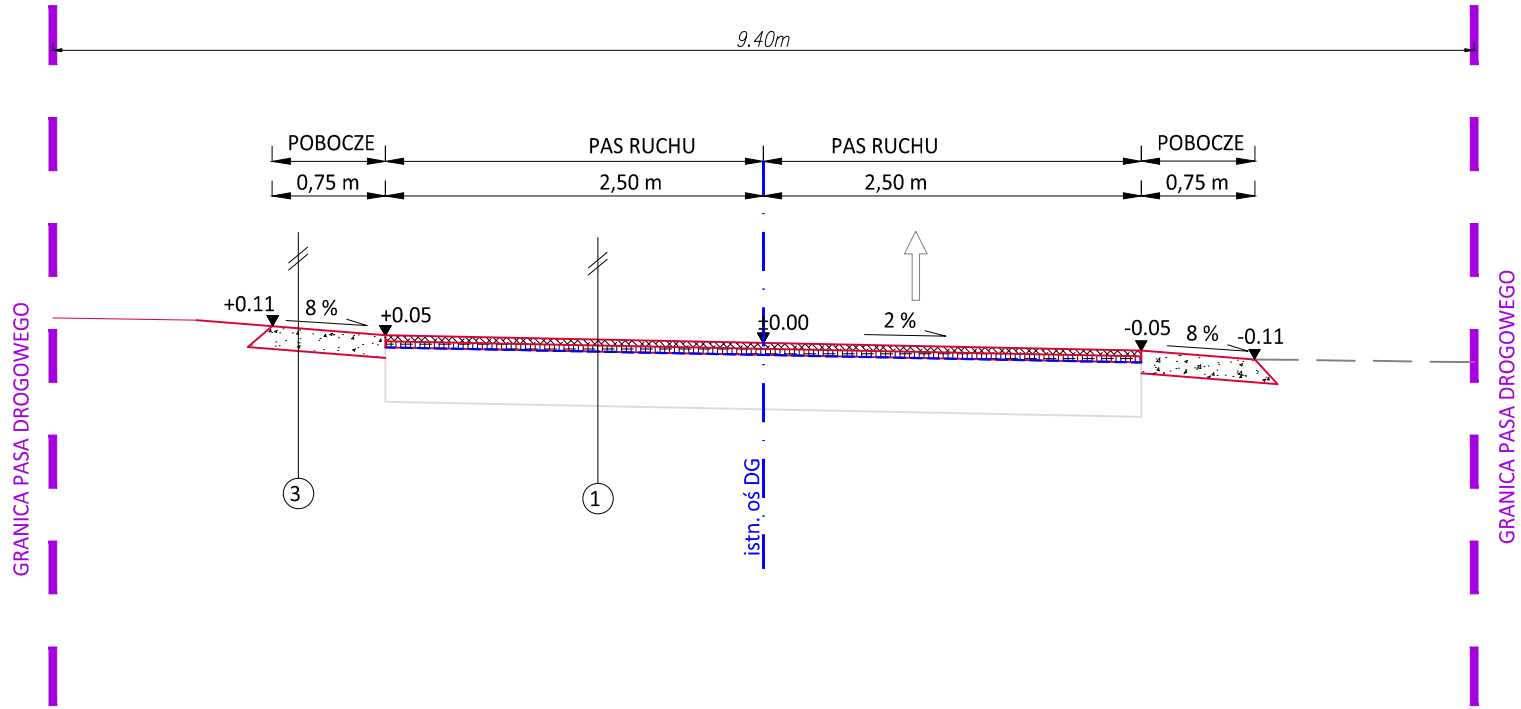 9.40m
POBOCZE
PAS RUCHU
PAS RUCHU
POBOCZE
0,75 m
2,50 m
2,50 m
0,75 m
+0.11
8 %
+0.05
±0.00
2 %
-0.05
8 %
-0.11
GRANICA PASA DROGOWEGO
GRANICA PASA DROGOWEGO
istn. oś DG
3
1